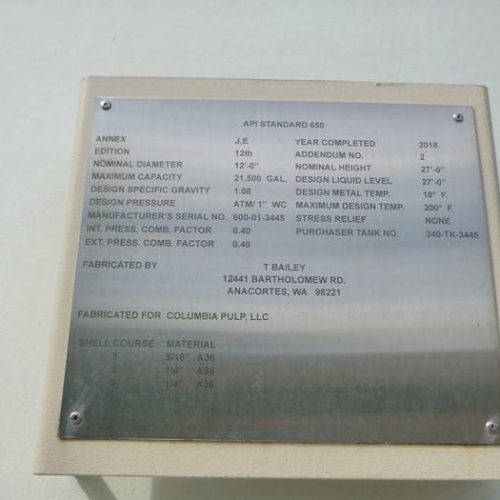 API STANDARD 650
ANNEX J,E YEAR COMPLETED 2018
EDITION 12th ADDENDUM NO. 2
NOMINAL DIAMETER 12'-0" NOMINAL HEIGHT 27'-0"
MAXIMUM CAPACITY 21,500 GAL. DESIGN LIQUID LEVEL 27'-0"
DESIGN SPECIFIC GRAVITY 1.08 DESIGN METAL TEMP. 18° F.
DESIGN PRESSURE ATM/ 1" WC MAXIMUM DESIGN TEMP. 200° F.
MANUFACTURER'S SERIAL NO. 600-01-3445 STRESS RELIEF NONE
INT. PRESS. COMB. FACTOR 0.40 PURCHASER TANK NO. 340-TK-3445
EXT. PRESS. COMB. FACTOR 0.40
FABRICATED BY T BAILEY
12441 BARTHOLOMEW RD.
ANACORTES, WA 98221
FABRICATED FOR COLUMBIA PULP, LLC
SHELL COURSE MATERIAL
1 5/16" A36
2 1/4" A36
3 1/4" A36